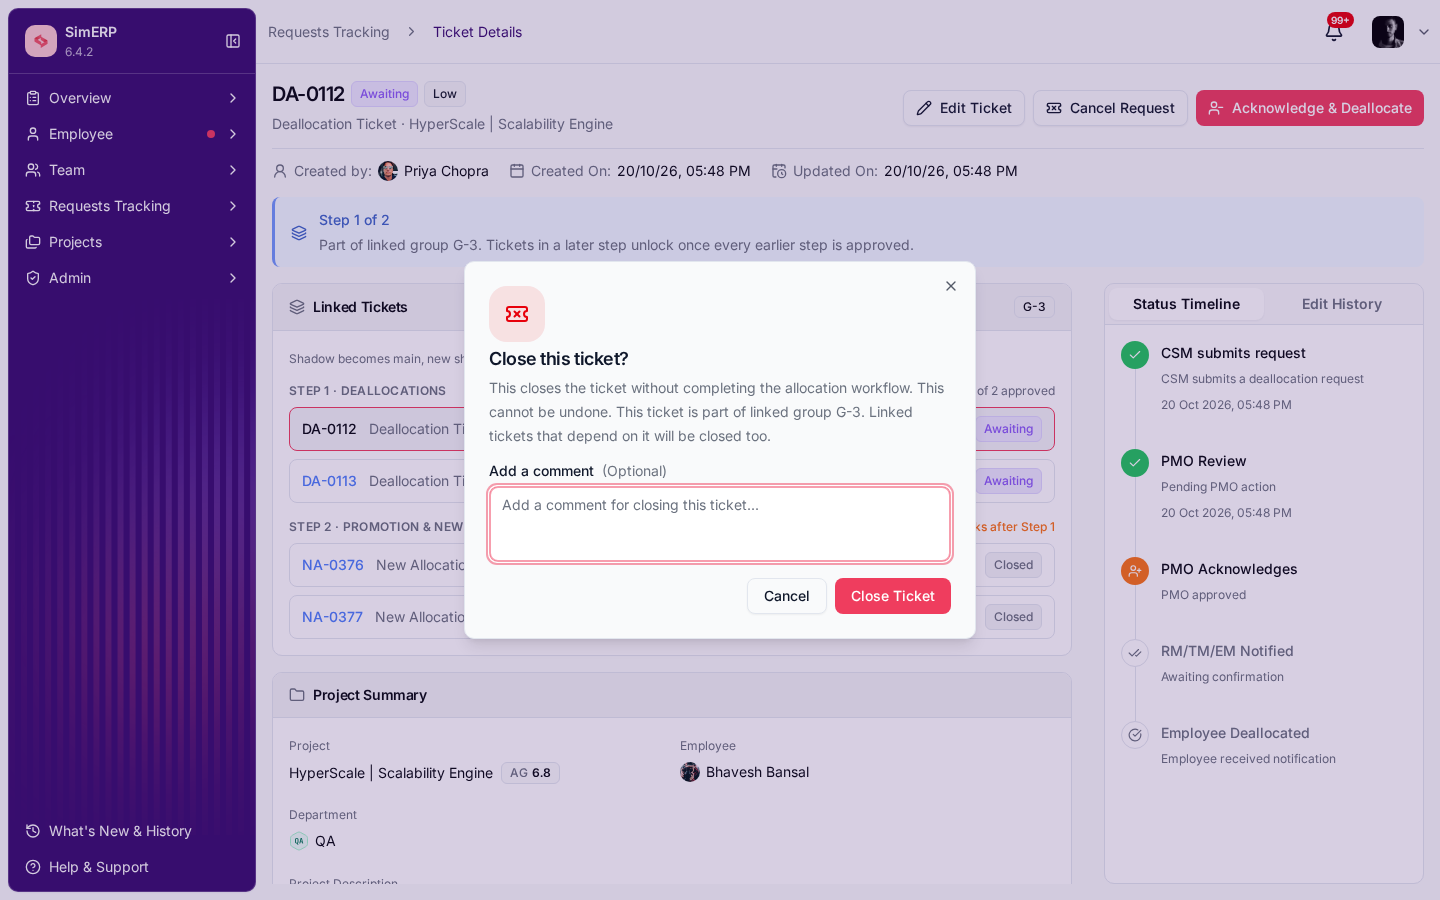 SimERP
6.4.2
Overview
Employee
Team
Requests Tracking
Projects
Admin
What's New & History
Help & Support
Requests Tracking
Ticket Details
99+
DA-0112
Awaiting
Low
Deallocation Ticket · HyperScale | Scalability Engine
Edit Ticket
Cancel Request
Acknowledge & Deallocate
Created by:
Priya Chopra
Created On: 20/10/26, 05:48 PM
Updated On: 20/10/26, 05:48 PM
Step 1 of 2
Part of linked group G-3. Tickets in a later step unlock once every earlier step is approved.
Linked Tickets
G-3
Shadow becomes main, new
STEP 1 · DEALLOCATIONS
of 2 approved
DA-0112
Deallocation
Awaiting
DA-0113
Deallocation
Awaiting
STEP 2 · PROMOTION & NEW
after Step 1
NA-0376
New
Closed
NA-0377
New
Closed
Close this ticket?
This closes the ticket without completing the allocation workflow. This
cannot be undone. This ticket is part of linked group G-3. Linked
tickets that depend on it will be closed too.
Add a comment (Optional)
Add a comment for closing this ticket...
Cancel
Close Ticket
Project Summary
Project
HyperScale | Scalability Engine
AG 6.8
Employee
Bhavesh Bansal
Department
QA
QA
Project Description
Status Timeline
Edit History
CSM submits request
CSM submits a deallocation request
20 Oct 2026, 05:48 PM
PMO Review
Pending PMO action
20 Oct 2026, 05:48 PM
PMO Acknowledges
PMO approved
RM/TM/EM Notified
Awaiting confirmation
Employee Deallocated
Employee received notification